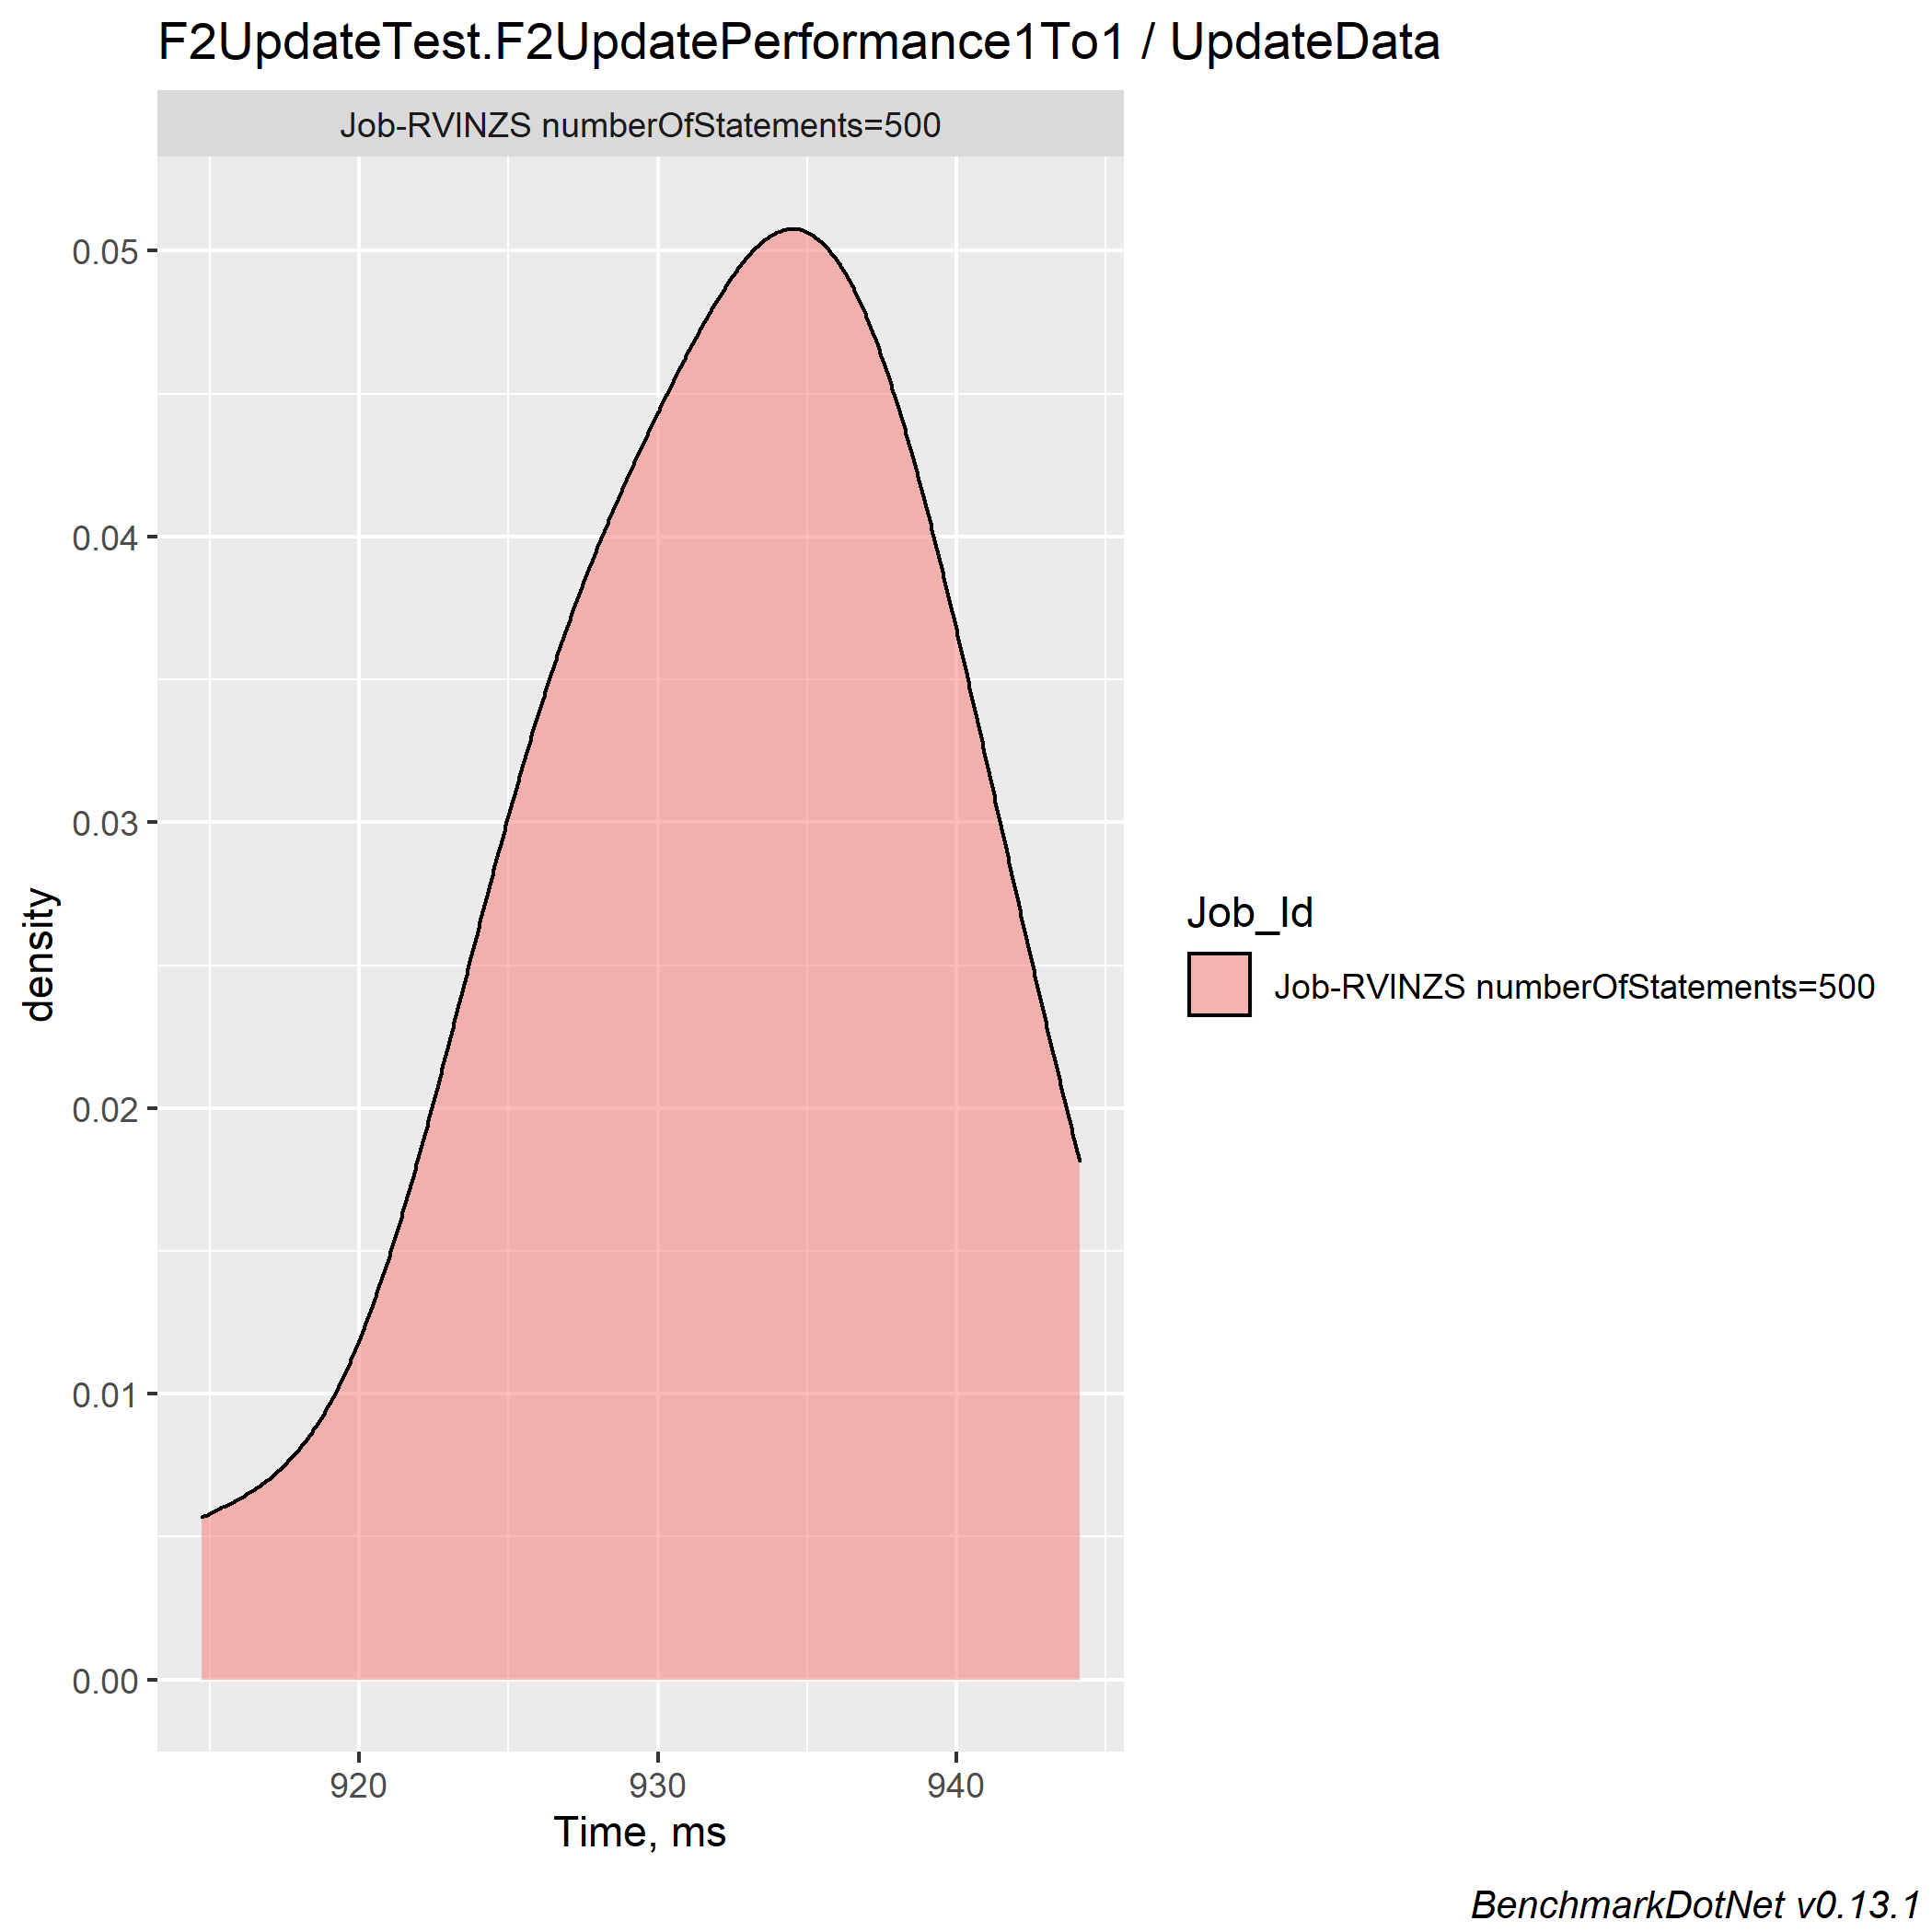 F2UpdateTest.F2UpdatePerformance1To1 / UpdateData
Job-RVINZS numberOfStatements=500
0.05
0.04
0.03
0.02
0.01
0.00
density
920 930 940
Time, ms
Job_Id
Job-RVINZS numberOfStatements=500
BenchmarkDotNet v0.13.1